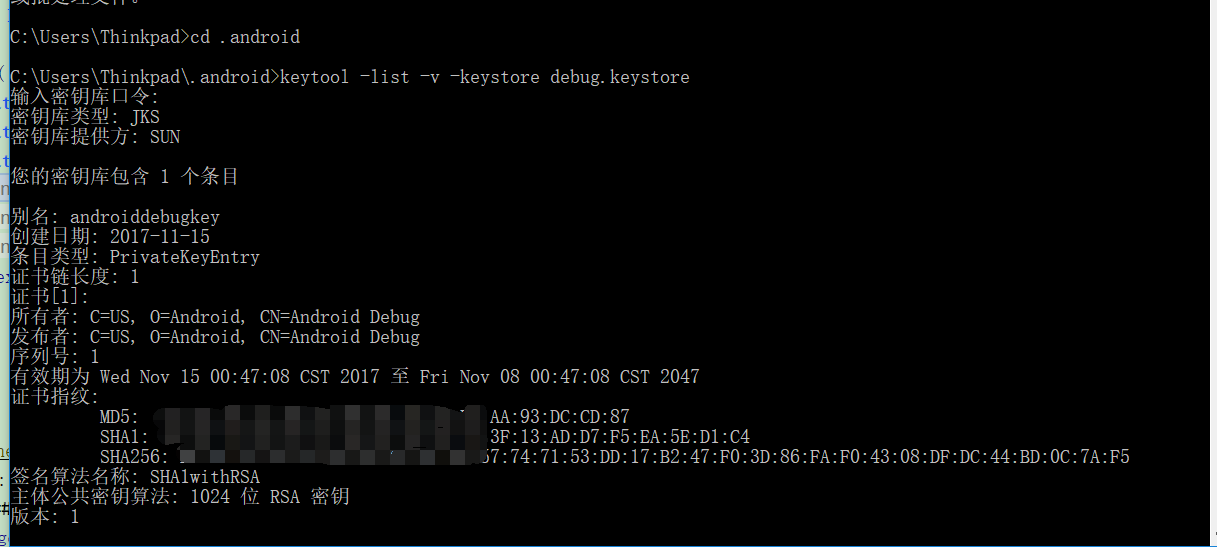 C:\Users\Thinkpad>cd .android
C:\Users\Thinkpad\.android>keytool -list -v -keystore debug.keystore
输入密钥库口令:
密钥库类型: JKS
密钥库提供方: SUN
您的密钥库包含 1 个条目
别名: androiddebugkey
创建日期: 2017-11-15
条目类型: PrivateKeyEntry
证书链长度: 1
证书[1]:
所有者: C=US, O=Android, CN=Android Debug
发布者: C=US, O=Android, CN=Android Debug
序列号: 1
有效期为 Wed Nov 15 00:47:08 CST 2017 至 Fri Nov 08 00:47:08 CST 2047
证书指纹:
MD5: AA:93:DC:CD:87
SHA1: 3F:13:AD:D7:F5:EA:5E:D1:C4
SHA256: 74:71:53:DD:17:B2:47:F0:3D:86:FA:F0:43:08:DF:DC:44:BD:0C:7A:F5
签名算法名称: SHA1withRSA
主体公共密钥算法: 1024 位 RSA 密钥
版本: 1